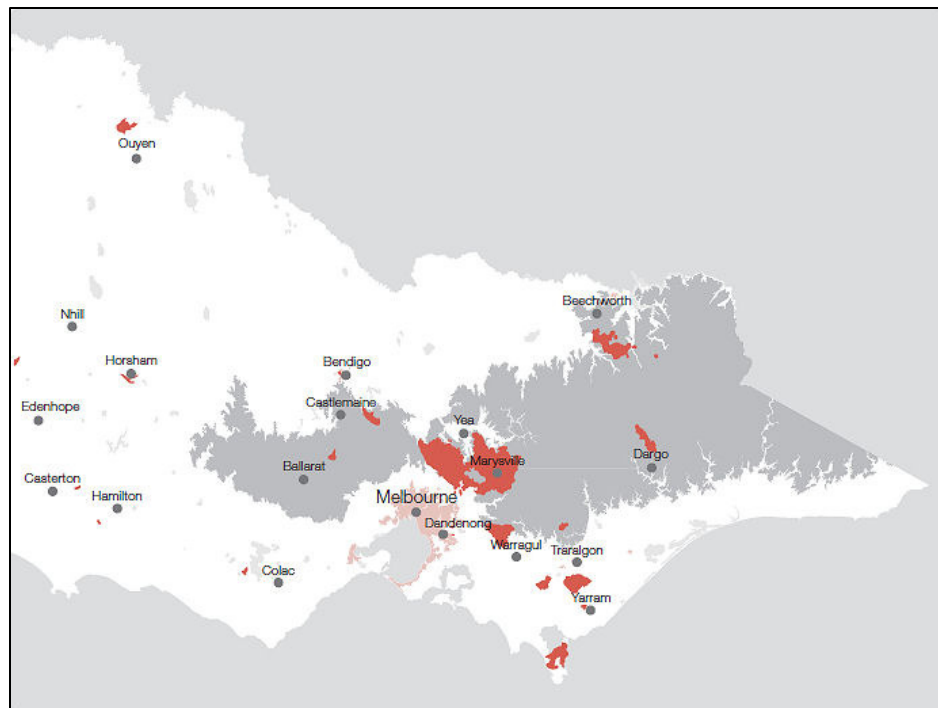 Ouyen
Beechworth
Nhill
Horsham
Bendigo
Edenhope
Castlemaine
Yea
Dargo
Marysville
Ballarat
Casterton
Hamilton
Melbourne
Dandenong
Warragul
Traralgon
Colac
Yarram